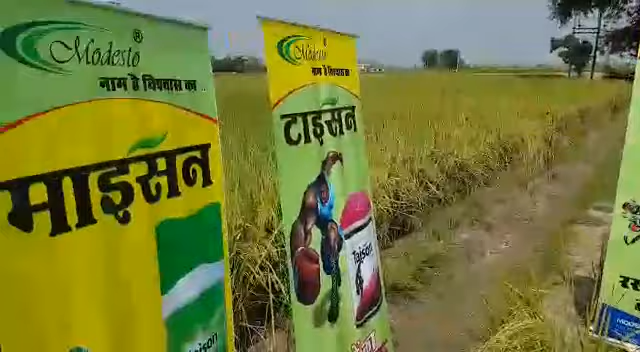 Modesto®
नाम है विश्वास का..
माइसन
Modesto®
नाम है विश्वास का
टाइसन
Taison